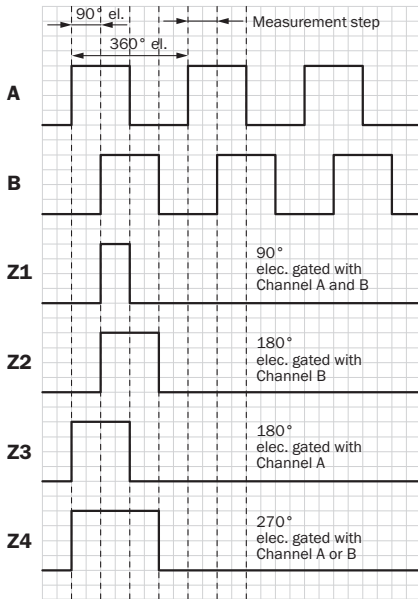 90° el.
Measurement step
360° el.
A
B
Z1
90°
elec. gated with
Channel A and B
Z2
180°
elec. gated with
Channel B
Z3
180°
elec. gated with
Channel A
Z4
270°
elec. gated with
Channel A or B